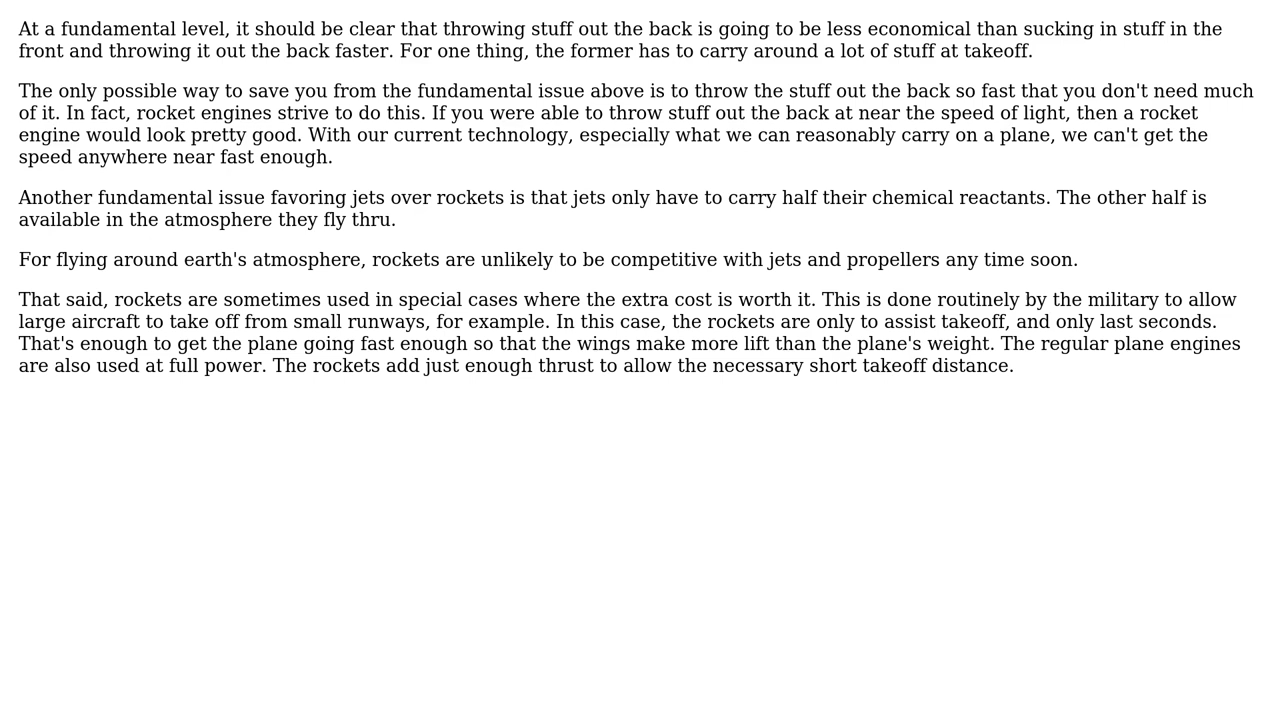 At a fundamental level, it should be clear that throwing stuff out the back is going to be less economical than sucking in stuff in the
front and throwing it out the back faster. For one thing, the former has to carry around a lot of stuff at takeoff.
The only possible way to save you from the fundamental issue above is to throw the stuff out the back so fast that you don't need much
of it. In fact, rocket engines strive to do this. If you were able to throw stuff out the back at near the speed of light, then a rocket
engine would look pretty good. With our current technology, especially what we can reasonably carry on a plane, we can't get the
speed anywhere near fast enough.
Another fundamental issue favoring jets over rockets is that jets only have to carry half their chemical reactants. The other half is
available in the atmosphere they fly thru.
For flying around earth's atmosphere, rockets are unlikely to be competitive with jets and propellers any time soon.
That said, rockets are sometimes used in special cases where the extra cost is worth it. This is done routinely by the military to allow
large aircraft to take off from small runways, for example. In this case, the rockets are only to assist takeoff, and only last seconds.
That's enough to get the plane going fast enough so that the wings make more lift than the plane's weight. The regular plane engines
are also used at full power. The rockets add just enough thrust to allow the necessary short takeoff distance.